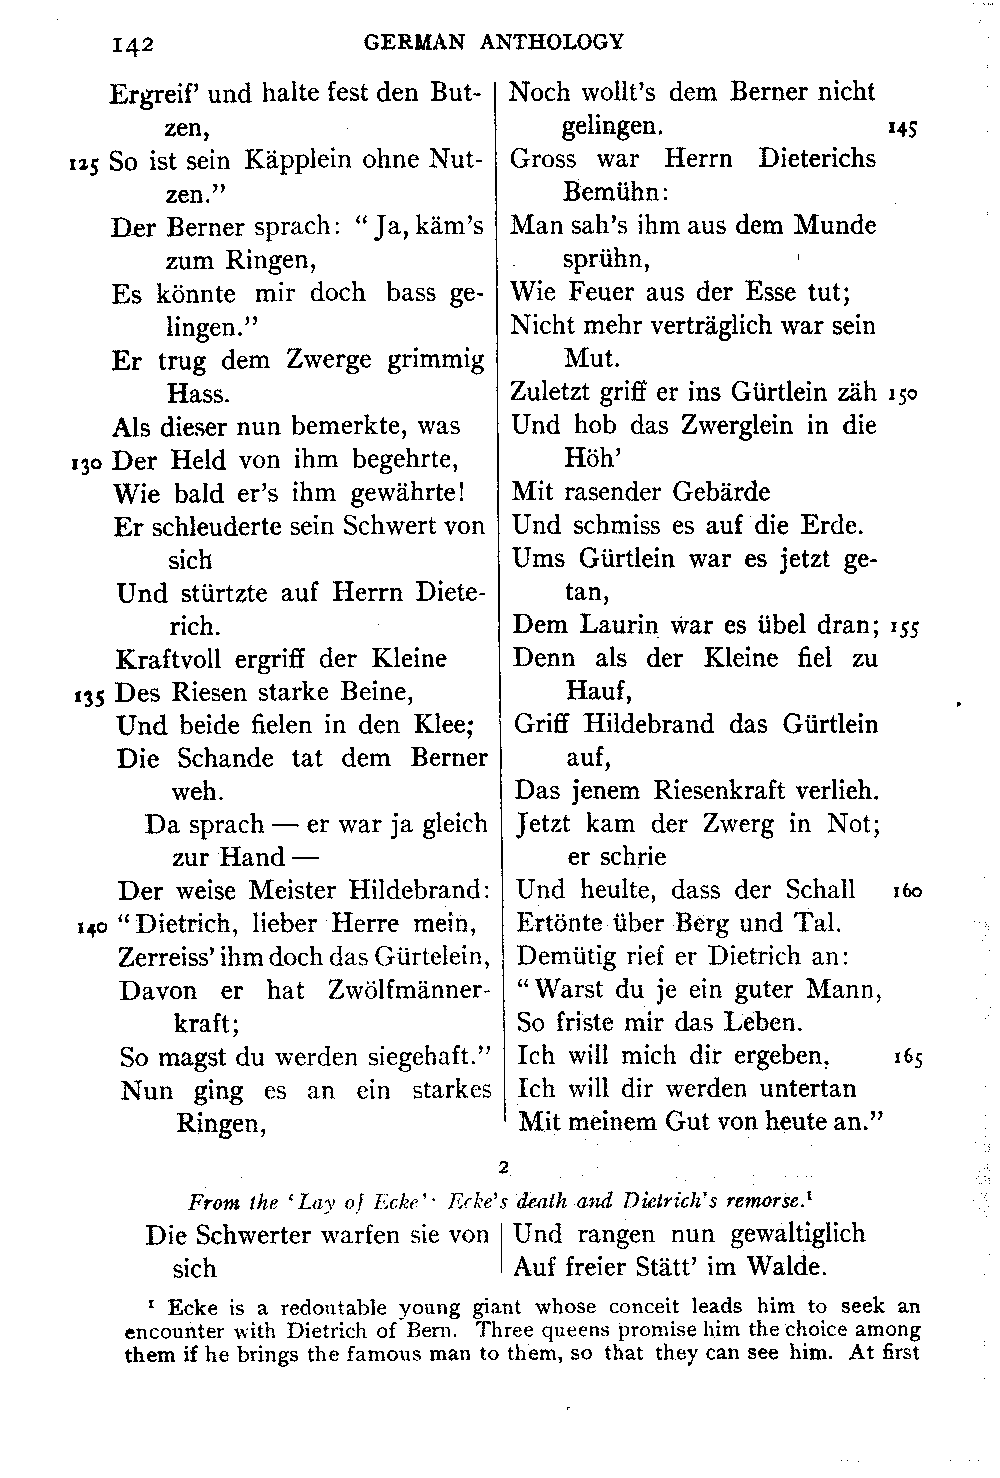 142 GERMAN ANTHOLOGY
Ergreif' und halte fest den But-
zen,
125 So ist sein Käpplein ohne Nut-
zen."
Der Berner sprach: "Ja, käm's
zum Ringen,
Es könnte mir doch bass ge-
lingen."
Er trug dem Zwerge grimmig
Hass.
Als dieser nun bemerkte, was
130 Der Held von ihm begehrte,
Wie bald er's ihm gewährte!
Er schleuderte sein Schwert von
sich
Und stürtzte auf Herrn Diete-
rich.
Kraftvoll ergriff der Kleine
135 Des Riesen starke Beine,
Und beide fielen in den Klee;
Die Schande tat dem Berner
weh.
Da sprach — er war ja gleich
zur Hand —
Der weise Meister Hildebrand:
140 "Dietrich, lieber Herre mein,
Zerreiss' ihm doch das Gürtelein,
Davon er hat Zwölfmänner-
kraft;
So magst du werden siegehaft."
Nun ging es an ein starkes
Ringen,
Noch wollt's dem Berner nicht
gelingen. 145
Gross war Herrn Dieterichs
Bemühn:
Man sah's ihm aus dem Munde
sprühn,
Wie Feuer aus der Esse tut;
Nicht mehr verträglich war sein
Mut.
Zuletzt griff er ins Gürtlein zäh 150
Und hob das Zwerglein in die
Höh'
Mit rasender Gebärde
Und schmiss es auf die Erde.
Ums Gürtlein war es jetzt ge-
tan,
Dem Laurin war es übel dran; 155
Denn als der Kleine fiel zu
Hauf,
Griff Hildebrand das Gürtlein
auf,
Das jenem Riesenkraft verlieh.
Jetzt kam der Zwerg in Not;
er schrie
Und heulte, dass der Schall 160
Ertönte über Berg und Tal.
Demütig rief er Dietrich an:
"Warst du je ein guter Mann,
So friste mir das Leben.
Ich will mich dir ergeben, 165
Ich will dir werden untertan
Mit meinem Gut von heute an."
2
From the 'Lay of Ecke': Ecke's death and Dietrich's remorse.¹
Die Schwerter warfen sie von
sich
Und rangen nun gewaltiglich
Auf freier Stätt' im Walde.
¹ Ecke is a redoutable young giant whose conceit leads him to seek an
encounter with Dietrich of Bern. Three queens promise him the choice among
them if he brings the famous man to them, so that they can see him. At first